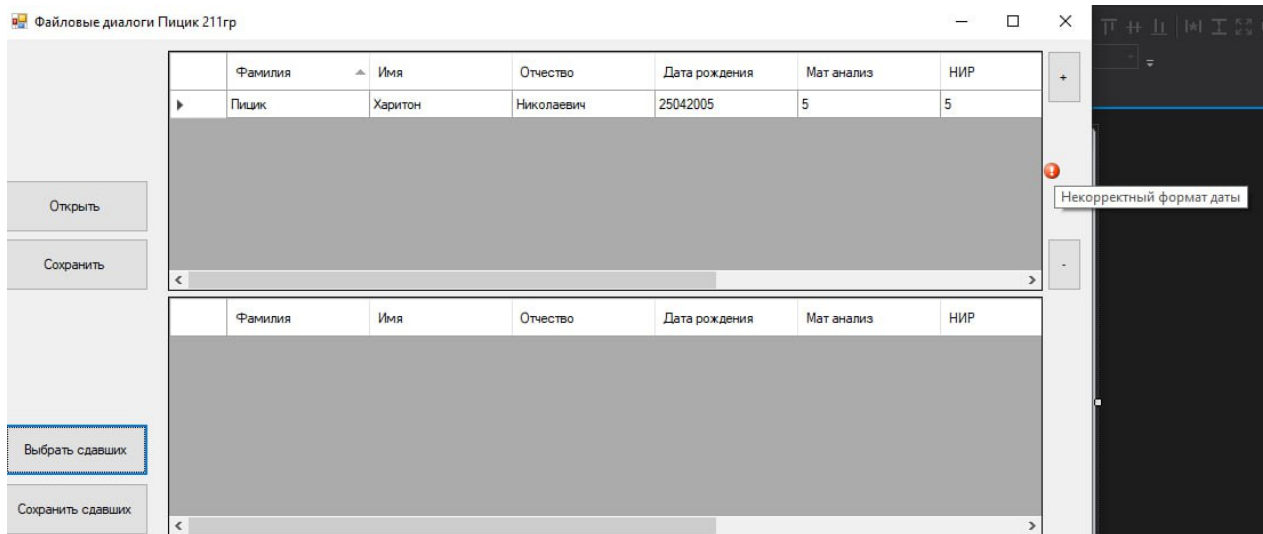 Файловые диалоги Пицик 211гр
Фамилия Имя Отчество Дата рождения Мат анализ НИР
+
Пицик Харитон Николаевич 25042005 5 5
Некорректный формат даты
Открыть
Сохранить
-
Фамилия Имя Отчество Дата рождения Мат анализ НИР
Выбрать сдавших
Сохранить сдавших